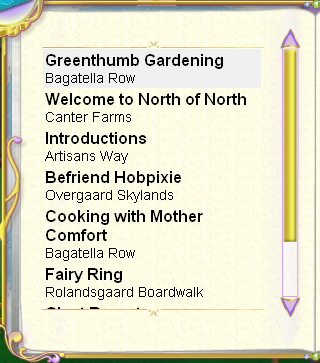 Greenthumb Gardening
Bagatella Row
Welcome to North of North
Canter Farms
Introductions
Artisans Way
Befriend Hobpixie
Overgaard Skylands
Cooking with Mother
Comfort
Bagatella Row
Fairy Ring
Rolandsgaard Boardwalk